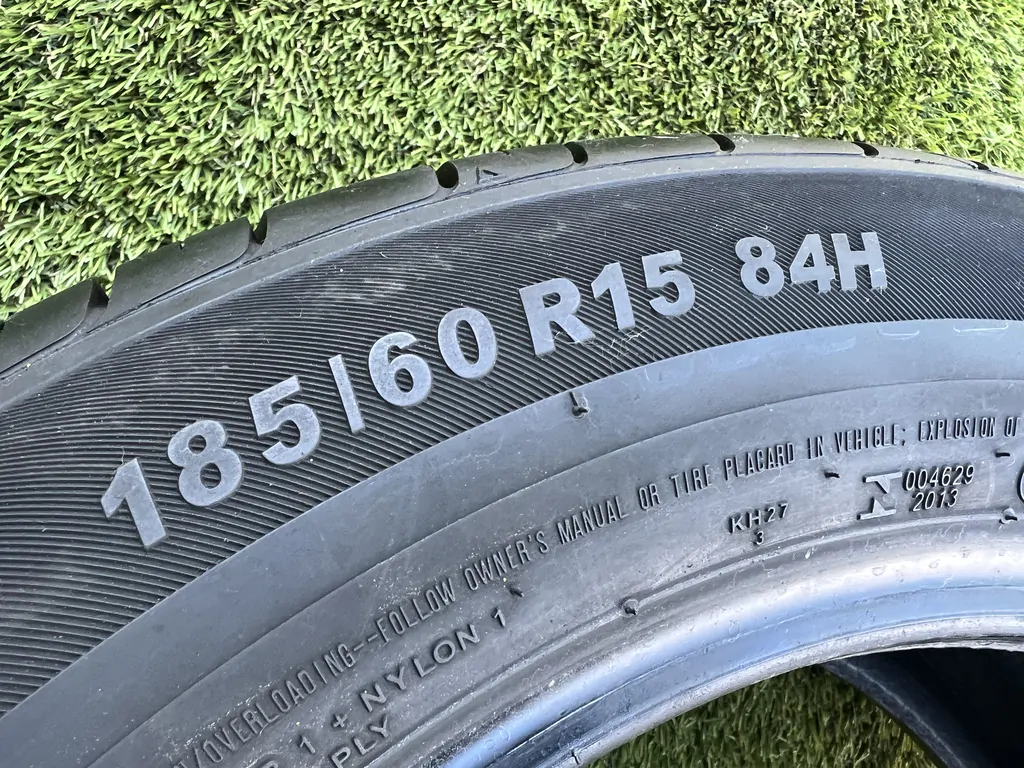 185/60 R15 84H
OVERLOADING--FOLLOW OWNER'S MANUAL OR TIRE PLACARD IN VEHICLE; EXPLOSION OF
1 + NYLON 1
PLY
KH27
3
N 004629
2013